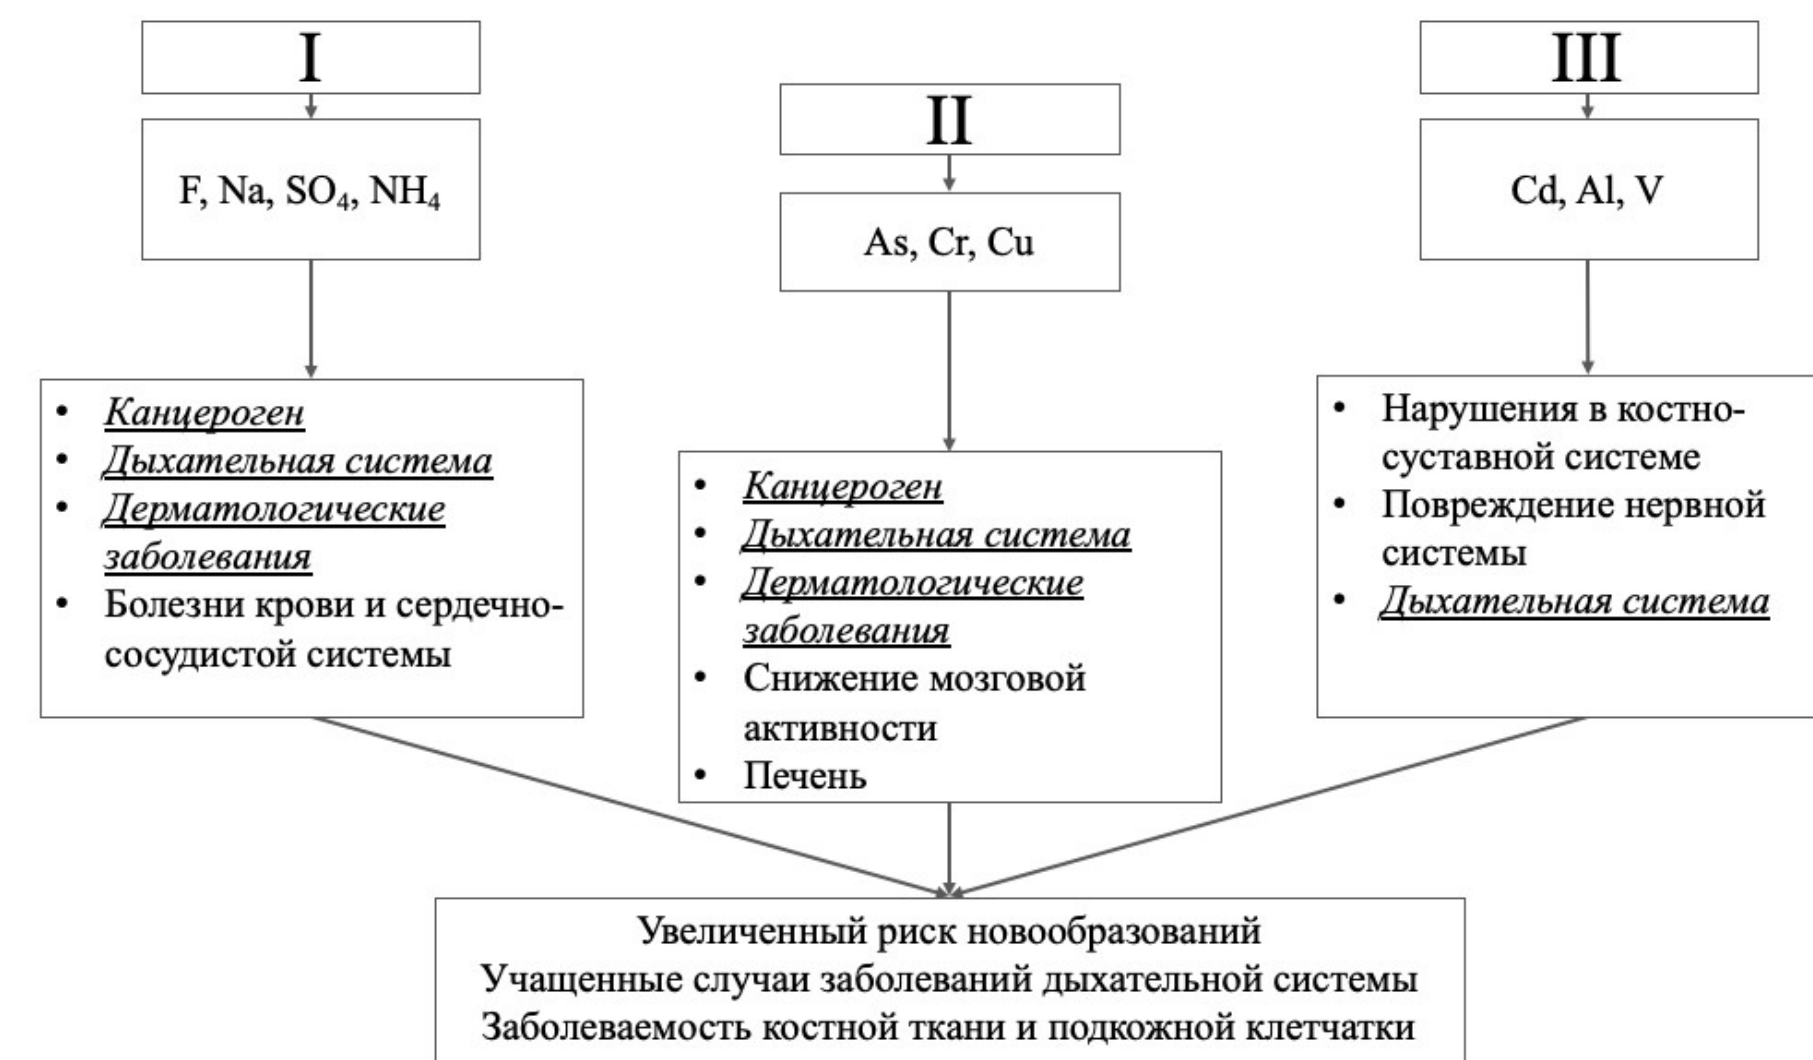 I
F, Na, SO₄, NH₄
• Канцероген
• Дыхательная система
• Дерматологические
заболевания
• Болезни крови и сердечно-
сосудистой системы
II
As, Cr, Cu
• Канцероген
• Дыхательная система
• Дерматологические
заболевания
• Снижение мозговой
активности
• Печень
III
Cd, Al, V
• Нарушения в костно-
суставной системе
• Повреждение нервной
системы
• Дыхательная система
Увеличенный риск новообразований
Учащенные случаи заболеваний дыхательной системы
Заболеваемость костной ткани и подкожной клетчатки